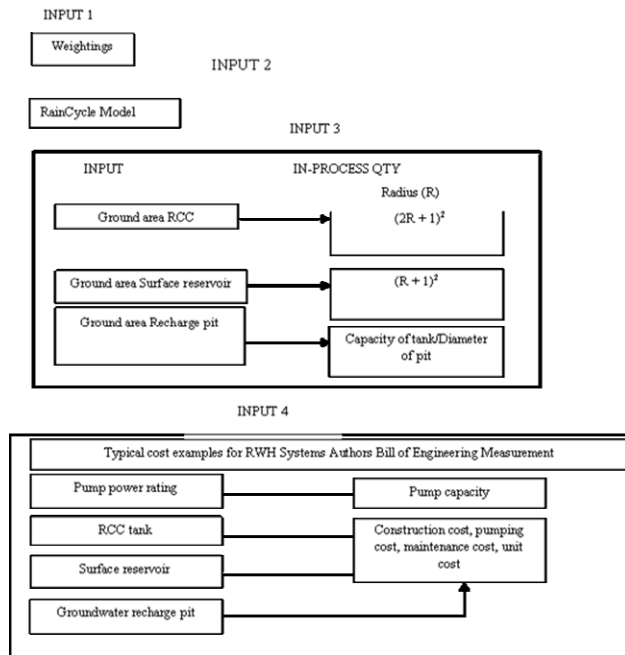 INPUT 1
Weightings
INPUT 2
RainCycle Model
INPUT 3
INPUT
IN-PROCESS QTY
Radius (R)
Ground area RCC
(2R + 1)²
Ground area Surface reservoir
(R + 1)²
Ground area Recharge pit
Capacity of tank/Diameter
of pit
INPUT 4
Typical cost examples for RWH Systems Authors Bill of Engineering Measurement
Pump power rating
Pump capacity
RCC tank
Construction cost, pumping
cost, maintenance cost, unit
cost
Surface reservoir
Groundwater recharge pit